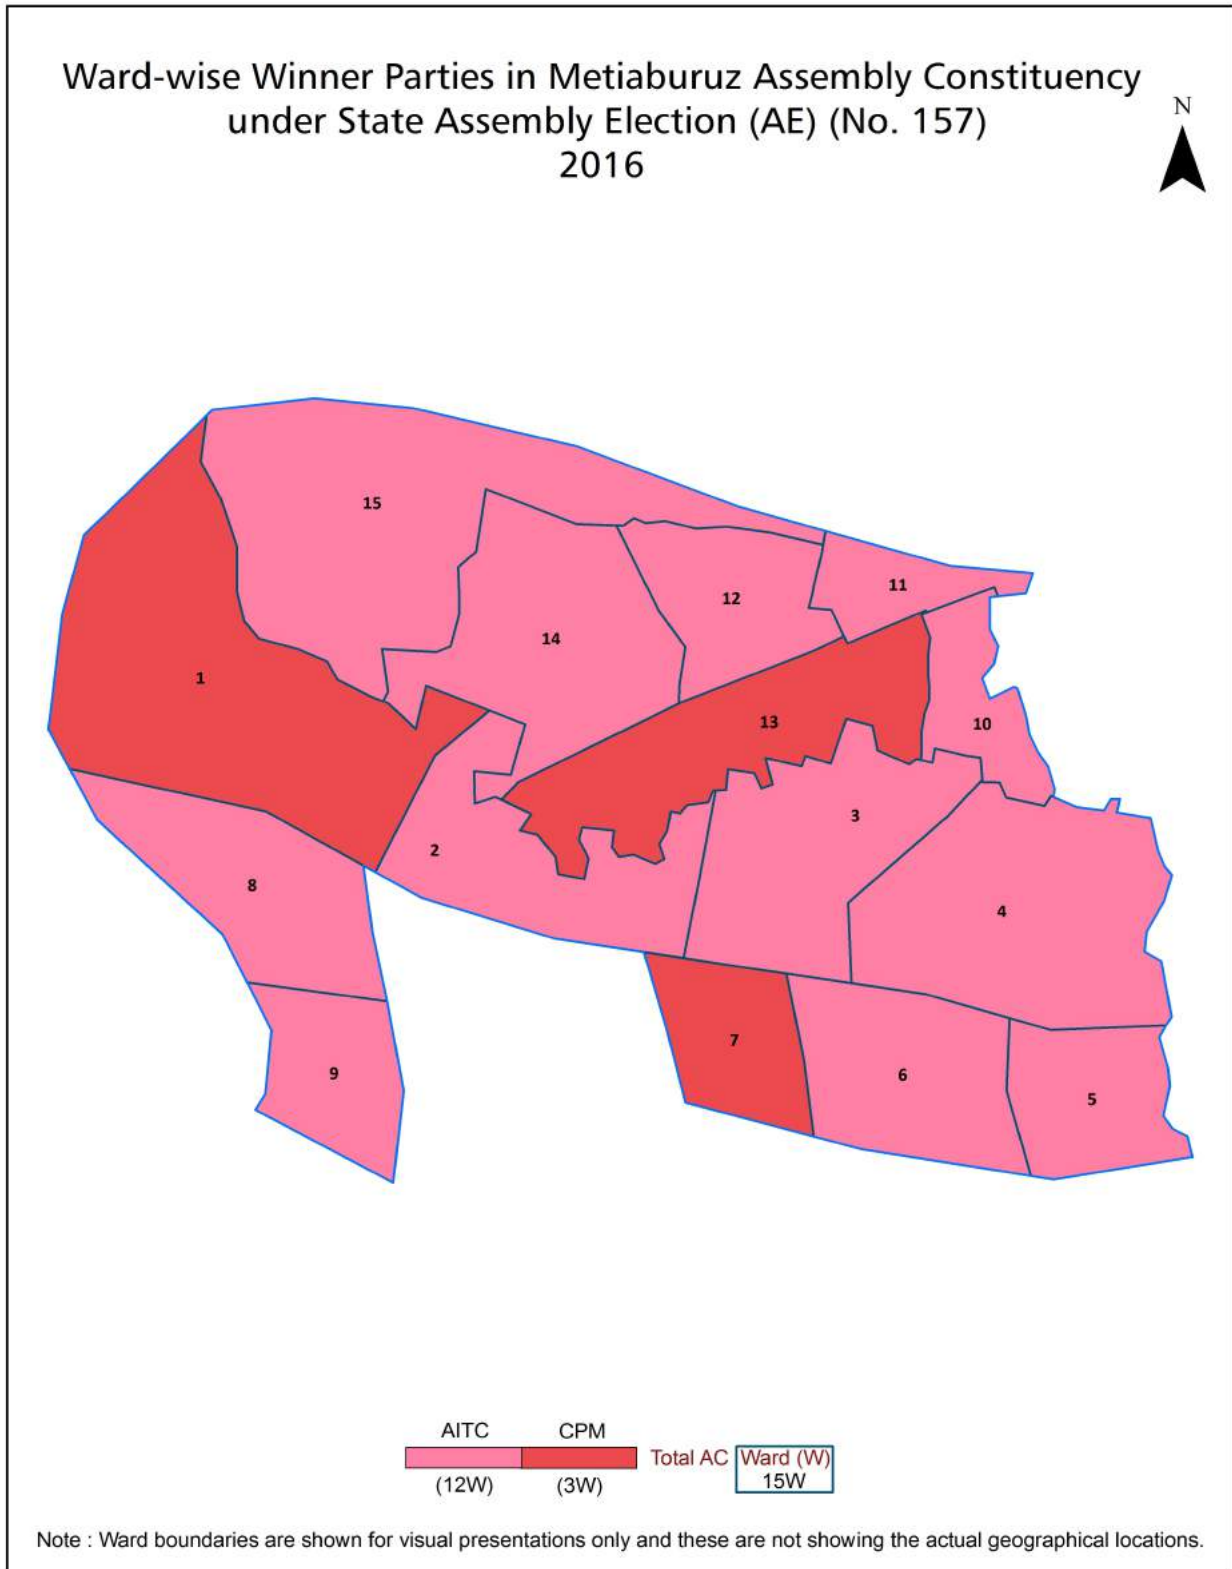 Ward-wise Winner Parties in Metiaburuz Assembly Constituency
under State Assembly Election (AE) (No. 157)
2016
N
15
11
12
14
1
13
10
3
2
8
4
7
9
6
5
AITC CPM
Total AC Ward (W)
(12W) (3W) 15W
Note : Ward boundaries are shown for visual presentations only and these are not showing the actual geographical locations.